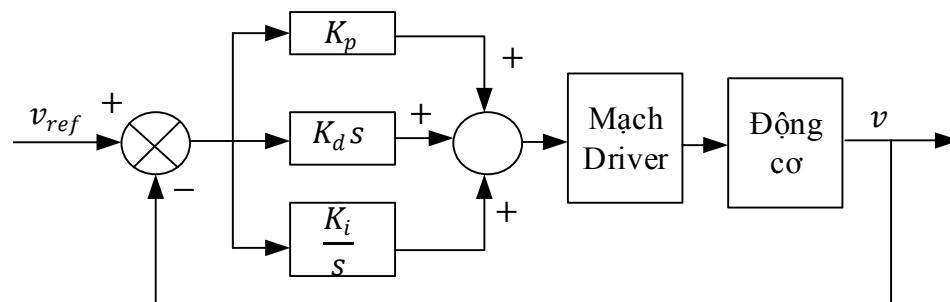 K_p
+
+
v_ref
K_d s
+
Mạch
Driver
Động
cơ
v
−
K_i
s
+